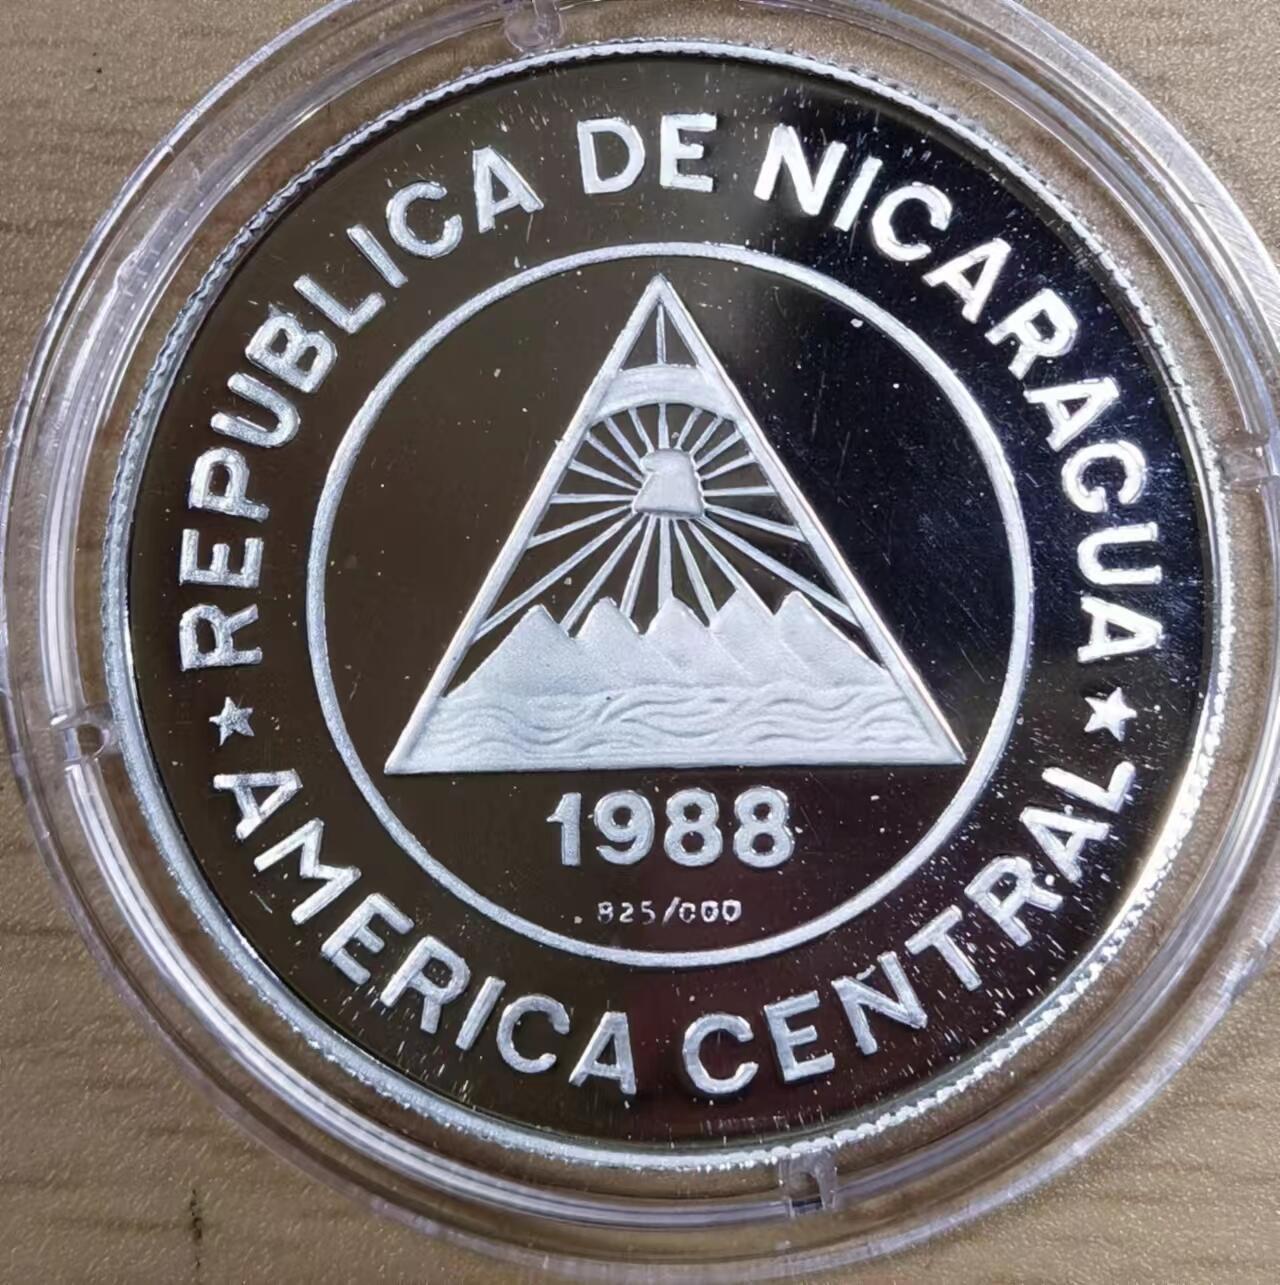 REPUBLICA DE NICARAGUA
1988
825/000
★ AMERICA CENTRAL ★